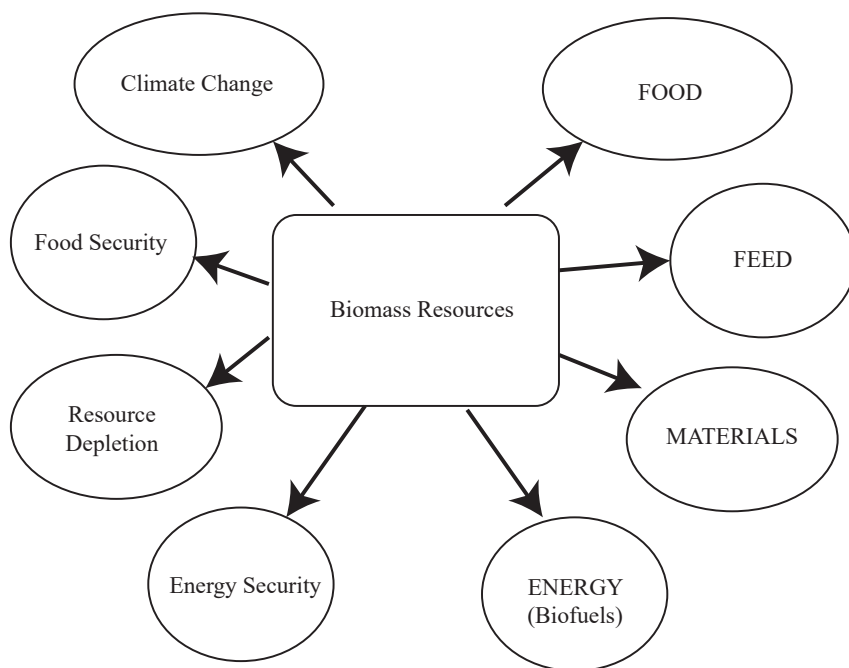 Climate Change
FOOD
Food Security
FEED
Biomass Resources
Resource
Depletion
MATERIALS
Energy Security
ENERGY
(Biofuels)